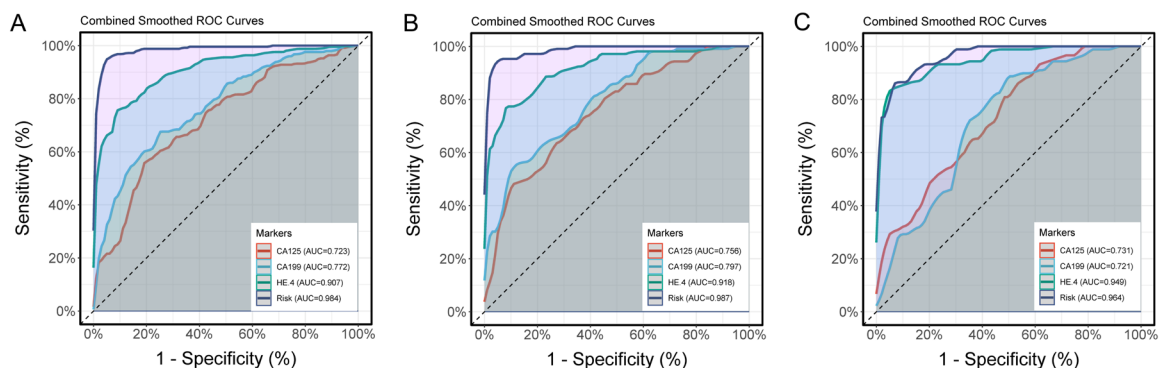 A
Combined Smoothed ROC Curves
100%
80%
60%
40%
20%
0%
Sensitivity (%)
Markers
CA125 (AUC=0.723)
CA199 (AUC=0.772)
HE.4 (AUC=0.907)
Risk (AUC=0.984)
0% 20% 40% 60% 80% 100%
1 - Specificity (%)
B
Combined Smoothed ROC Curves
100%
80%
60%
40%
20%
0%
Sensitivity (%)
Markers
CA125 (AUC=0.756)
CA199 (AUC=0.797)
HE.4 (AUC=0.918)
Risk (AUC=0.987)
0% 20% 40% 60% 80% 100%
1 - Specificity (%)
C
Combined Smoothed ROC Curves
100%
80%
60%
40%
20%
0%
Sensitivity (%)
Markers
CA125 (AUC=0.731)
CA199 (AUC=0.721)
HE.4 (AUC=0.949)
Risk (AUC=0.964)
0% 20% 40% 60% 80% 100%
1 - Specificity (%)